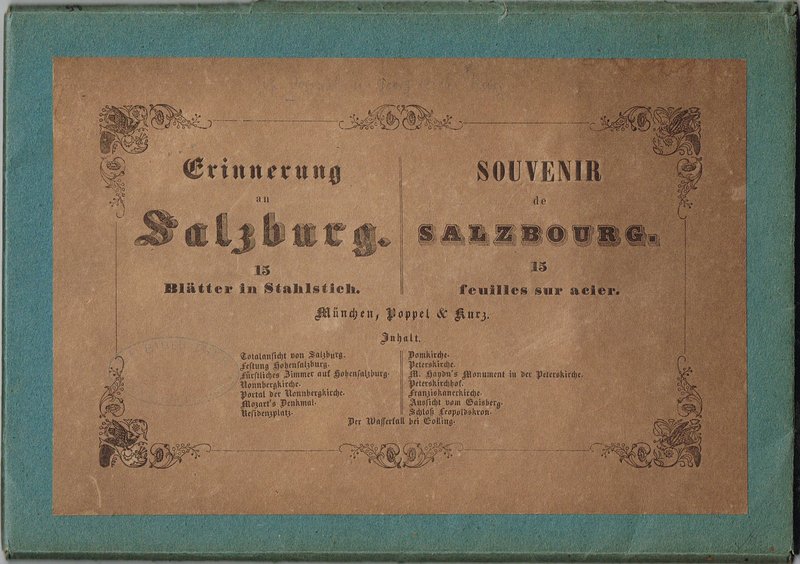 Erinnerung
an
Salzburg.
15
Blätter in Stahlstich.
SOUVENIR
de
SALZBOURG.
15
feuilles sur acier.
München, Poppel & Kurz.
Inhalt.
Totalansicht von Salzburg.
Festung Hohensalzburg.
Fürstliches Zimmer auf Hohensalzburg.
Nonnbergkirche.
Portal der Nonnbergkirche.
Mozart's Denkmal.
Residenzplatz.
Domkirche.
Peterskirche.
M. Haydn's Monument in der Peterskirche.
Peterskirchhof.
Franziskanerkirche.
Aussicht vom Gaisberg.
Schloß Leopoldskron.
Der Wasserfall bei Golling.